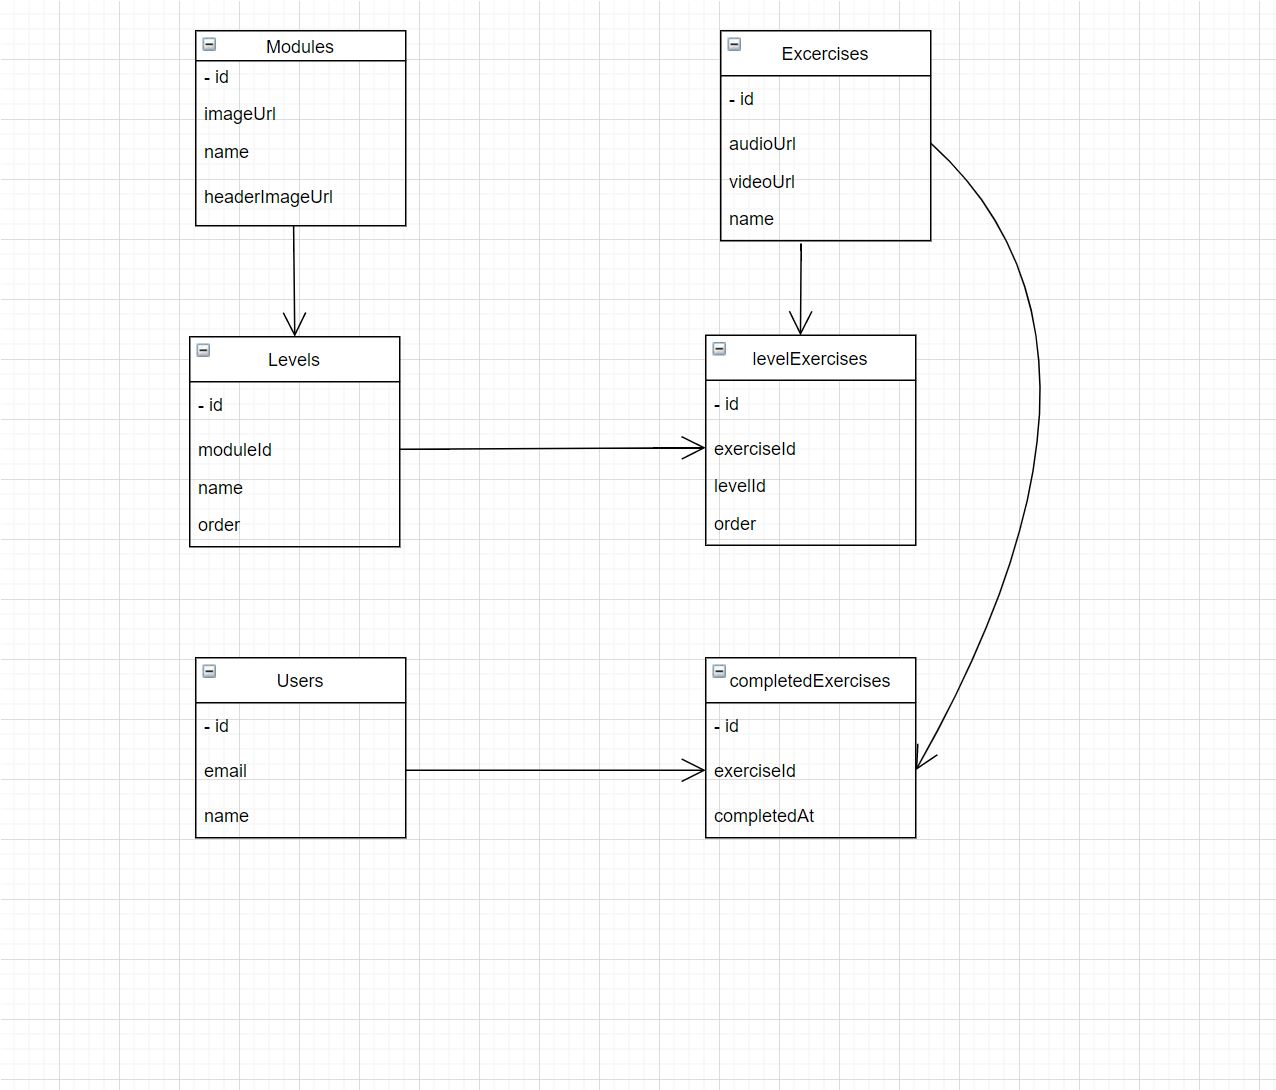 Modules
- id
imageUrl
name
headerImageUrl
Excercises
- id
audioUrl
videoUrl
name
Levels
- id
moduleId
name
order
levelExercises
- id
exerciseId
levelId
order
Users
- id
email
name
completedExercises
- id
exerciseId
completedAt